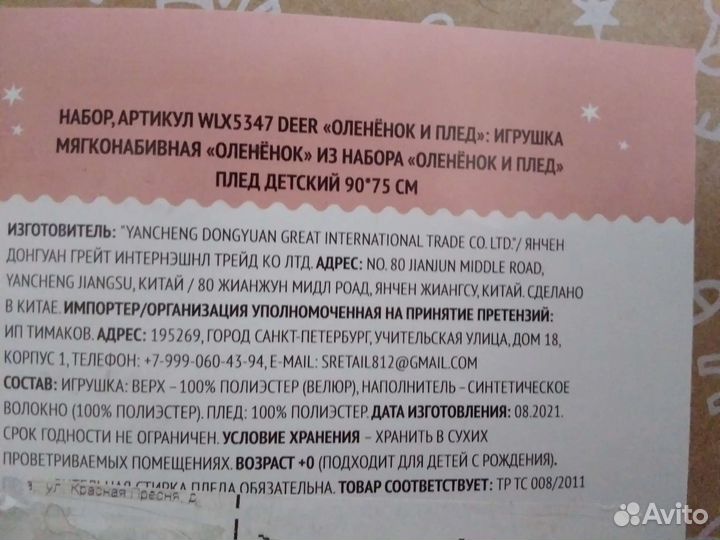 НАБОР, АРТИКУЛ WLX5347 DEER «ОЛЕНЁНОК И ПЛЕД»: ИГРУШКА
МЯГКОНАБИВНАЯ «ОЛЕНЁНОК» ИЗ НАБОРА «ОЛЕНЁНОК И ПЛЕД»
ПЛЕД ДЕТСКИЙ 90*75 СМ
ИЗГОТОВИТЕЛЬ: "YANCHENG DONGYUAN GREAT INTERNATIONAL TRADE CO. LTD."/ ЯНЧЕН
ДОНГУАН ГРЕЙТ ИНТЕРНЭШНЛ ТРЕЙД КО ЛТД. АДРЕС: NO. 80 JIANJUN MIDDLE ROAD,
YANCHENG JIANGSU, КИТАЙ / 80 ЖИАНЖУН МИДЛ РОАД, ЯНЧЕН ЖИАНГСУ, КИТАЙ. СДЕЛАНО
В КИТАЕ. ИМПОРТЕР/ОРГАНИЗАЦИЯ УПОЛНОМОЧЕННАЯ НА ПРИНЯТИЕ ПРЕТЕНЗИЙ:
ИП ТИМАКОВ. АДРЕС: 195269, ГОРОД САНКТ-ПЕТЕРБУРГ, УЧИТЕЛЬСКАЯ УЛИЦА, ДОМ 18,
КОРПУС 1, ТЕЛЕФОН: +7-999-060-43-94, E-MAIL: SRETAIL812@GMAIL.COM
СОСТАВ: ИГРУШКА: ВЕРХ – 100% ПОЛИЭСТЕР (ВЕЛЮР), НАПОЛНИТЕЛЬ – СИНТЕТИЧЕСКОЕ
ВОЛОКНО (100% ПОЛИЭСТЕР). ПЛЕД: 100% ПОЛИЭСТЕР. ДАТА ИЗГОТОВЛЕНИЯ: 08.2021.
СРОК ГОДНОСТИ НЕ ОГРАНИЧЕН. УСЛОВИЕ ХРАНЕНИЯ – ХРАНИТЬ В СУХИХ
ПРОВЕТРИВАЕМЫХ ПОМЕЩЕНИЯХ. ВОЗРАСТ +0 (ПОДХОДИТ ДЛЯ ДЕТЕЙ С РОЖДЕНИЯ).
СТИРКА ПЛЕДА ОБЯЗАТЕЛЬНА. ТОВАР СООТВЕТСТВУЕТ: ТР ТС 008/2011
ул. Красная Пресня, д
Avito